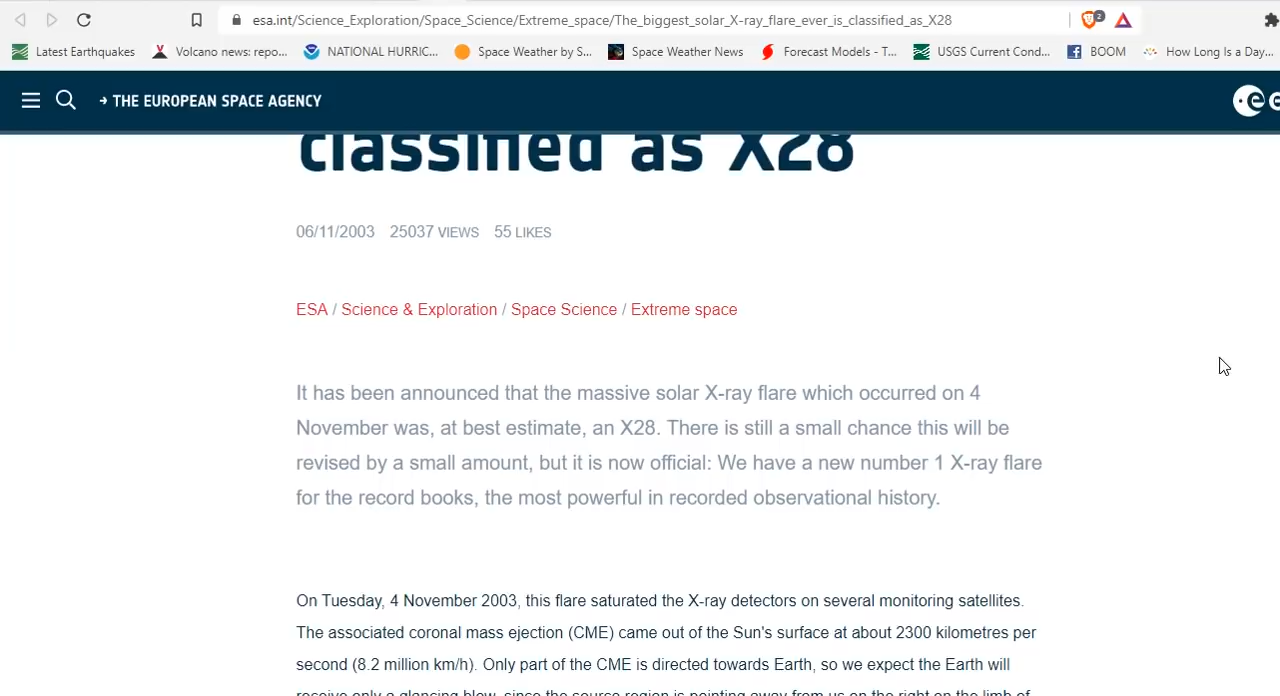 esa.int/Science_Exploration/Space_Science/Extreme_space/The_biggest_solar_X-ray_flare_ever_is_classified_as_X28
2
Latest Earthquakes Volcano news: repo... NATIONAL HURRIC... Space Weather by S... Space Weather News Forecast Models - T... USGS Current Cond... BOOM How Long Is a Day...
→ THE EUROPEAN SPACE AGENCY
classified as X28
06/11/2003 25037 VIEWS 55 LIKES
ESA / Science & Exploration / Space Science / Extreme space
It has been announced that the massive solar X-ray flare which occurred on 4
November was, at best estimate, an X28. There is still a small chance this will be
revised by a small amount, but it is now official: We have a new number 1 X-ray flare
for the record books, the most powerful in recorded observational history.
On Tuesday, 4 November 2003, this flare saturated the X-ray detectors on several monitoring satellites.
The associated coronal mass ejection (CME) came out of the Sun's surface at about 2300 kilometres per
second (8.2 million km/h). Only part of the CME is directed towards Earth, so we expect the Earth will
receive only a glancing blow, since the source region is pointing away from us on the right on the limb of